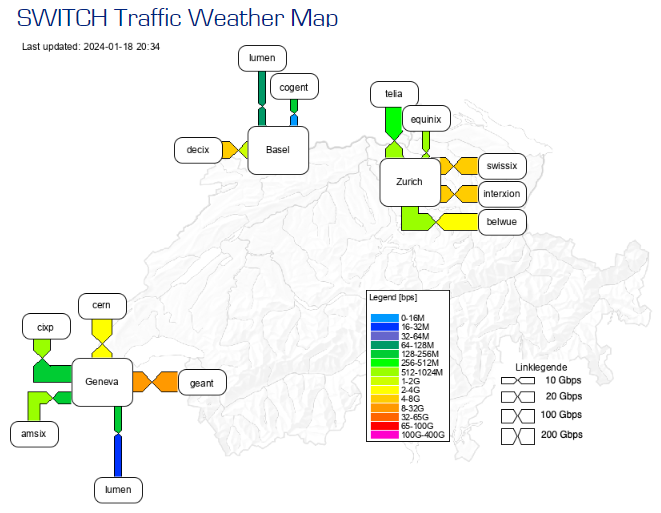 SWITCH Traffic Weather Map
Last updated: 2024-01-18 20:34
lumen
cogent
telia
equinix
decix
Basel
Zurich
swissix
interxion
belwue
cern
cixp
Geneva
geant
amsix
lumen
Legend [bps]
0-16M
16-32M
32-64M
64-128M
128-256M
256-512M
512-1024M
1-2G
2-4G
4-8G
8-32G
32-65G
65-100G
100G-400G
Linklegende
10 Gbps
20 Gbps
100 Gbps
200 Gbps